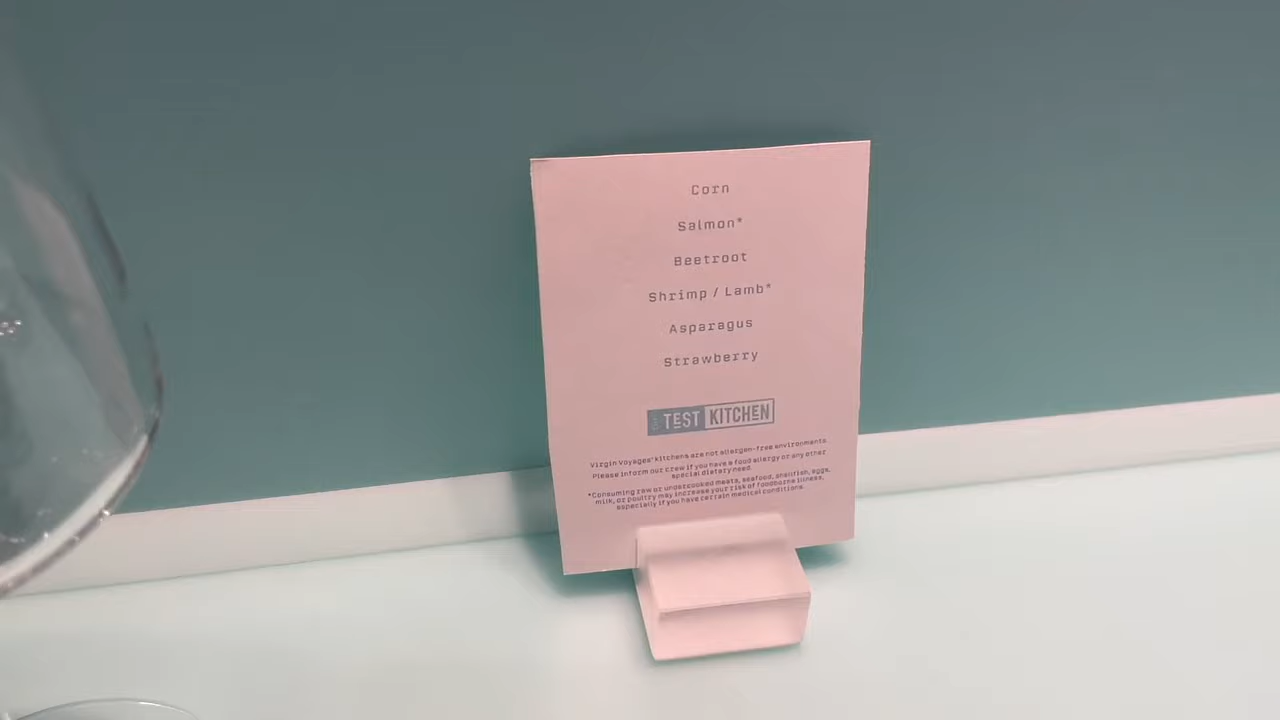 Corn
Salmon*
Beetroot
Shrimp / Lamb*
Asparagus
Strawberry
TEST KITCHEN
Virgin Voyages' kitchens are not allergen-free environments.
Please inform our crew if you have a food allergy or any other
special dietary need.
*Consuming raw or undercooked meats, seafood, shellfish, eggs,
milk, or poultry may increase your risk of foodborne illness,
especially if you have certain medical conditions.